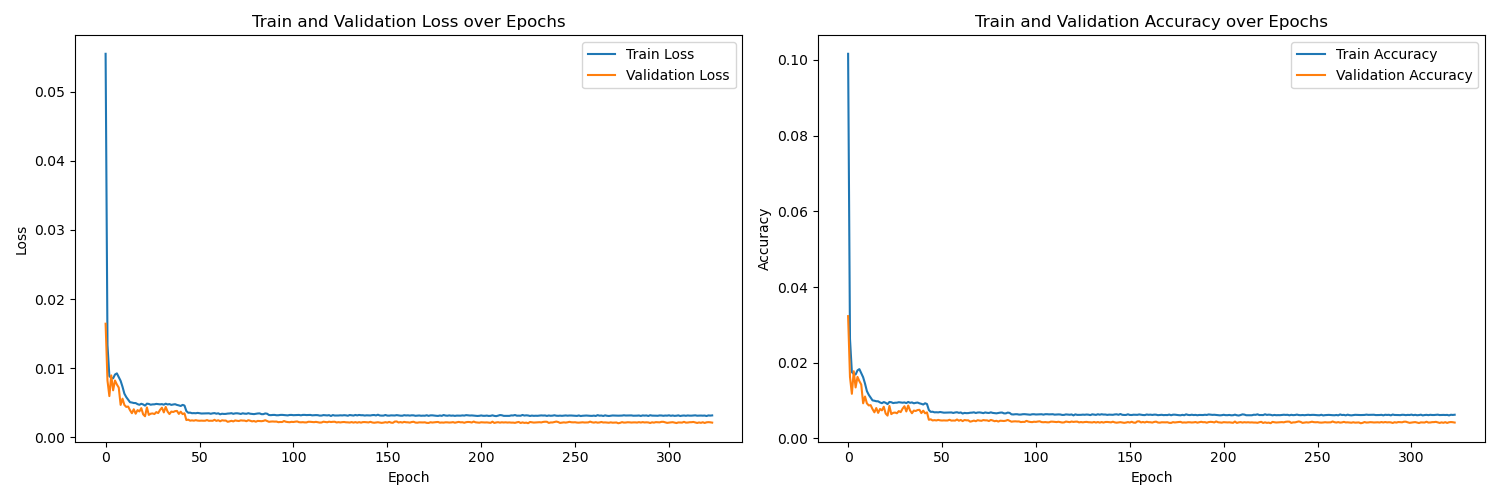 Train and Validation Loss over Epochs
Train Loss
Validation Loss
Loss
0.05
0.04
0.03
0.02
0.01
0.00
0 50 100 150 200 250 300
Epoch
Train and Validation Accuracy over Epochs
Train Accuracy
Validation Accuracy
Accuracy
0.10
0.08
0.06
0.04
0.02
0.00
0 50 100 150 200 250 300
Epoch